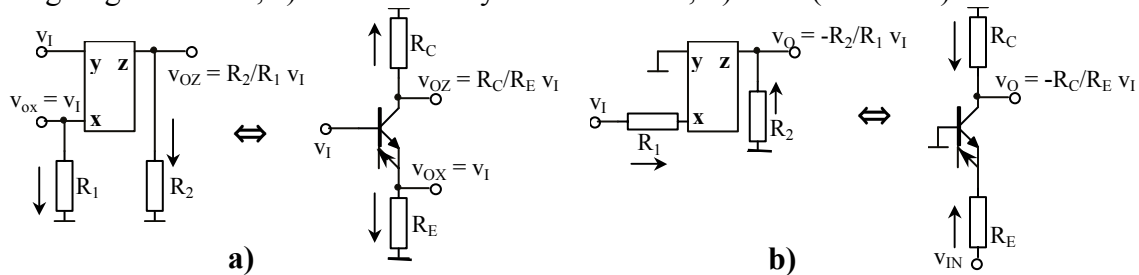 v_I
y z
v_OZ = R_2/R_1 v_I
v_ox = v_I
x
R_1
R_2
R_C
v_OZ = R_C/R_E v_I
v_I
v_OX = v_I
R_E
a)
y z
v_O = -R_2/R_1 v_I
v_I
x
R_1
R_2
R_C
v_O = -R_C/R_E v_I
R_E
v_IN
b)